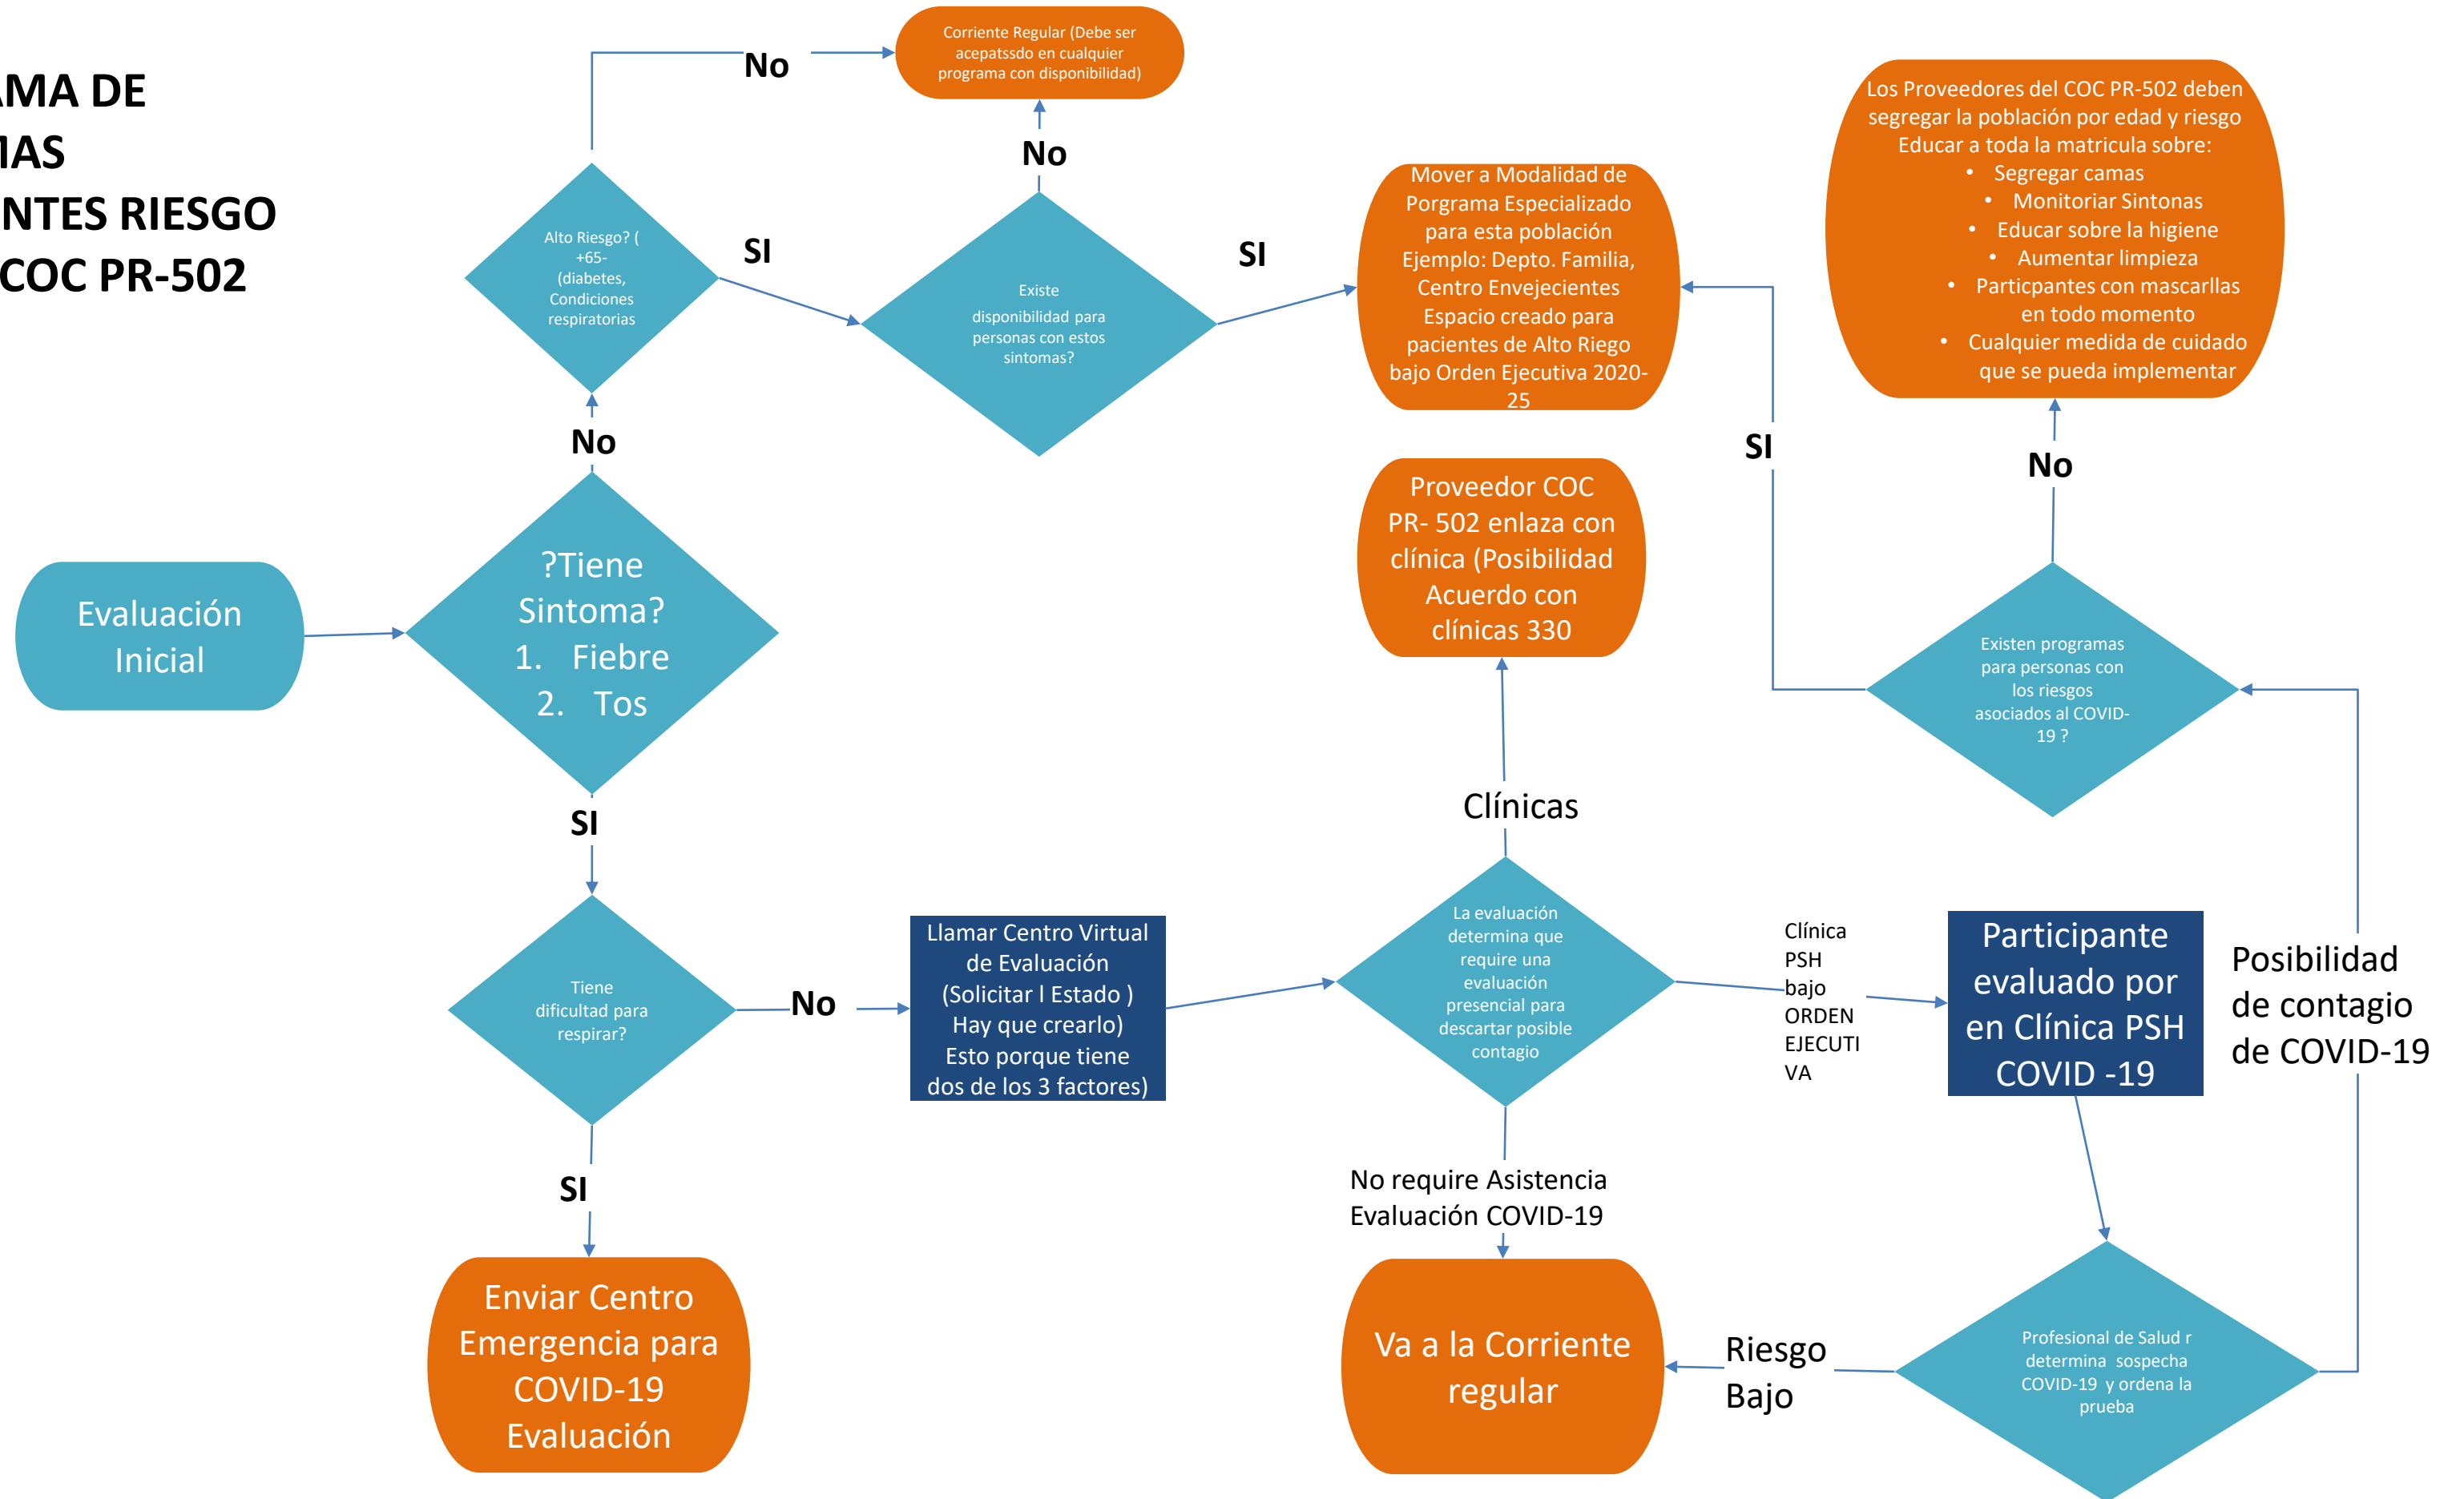 AMA DE
MAS
NTES RIESGO
COC PR-502
No
Corriente Regular (Debe ser
acepatssdo en cualquier
programa con disponibilidad)
No
Alto Riesgo? (
+65-
(diabetes,
Condiciones
respiratorias
SI
Existe
disponibilidad para
personas con estos
sintomas?
SI
Mover a Modalidad de
Porgrama Especializado
para esta población
Ejemplo: Depto. Familia,
Centro Envejecientes
Espacio creado para
pacientes de Alto Riego
bajo Orden Ejecutiva 2020-
25
Los Proveedores del COC PR-502 deben
segregar la población por edad y riesgo
Educar a toda la matricula sobre:
• Segregar camas
• Monitoriar Sintonas
• Educar sobre la higiene
• Aumentar limpieza
• Particpantes con mascarllas
en todo momento
• Cualquier medida de cuidado
que se pueda implementar
No
SI
No
Evaluación
Inicial
?Tiene
Sintoma?
1. Fiebre
2. Tos
Proveedor COC
PR- 502 enlaza con
clínica (Posibilidad
Acuerdo con
clínicas 330
Existen programas
para personas con
los riesgos
asociados al COVID-
19 ?
SI
Clínicas
Tiene
dificultad para
respirar?
No
Llamar Centro Virtual
de Evaluación
(Solicitar l Estado )
Hay que crearlo)
Esto porque tiene
dos de los 3 factores)
La evaluación
determina que
require una
evaluación
presencial para
descartar posible
contagio
Clínica
PSH
bajo
ORDEN
EJECUTI
VA
Participante
evaluado por
en Clínica PSH
COVID -19
Posibilidad
de contagio
de COVID-19
SI
No require Asistencia
Evaluación COVID-19
Enviar Centro
Emergencia para
COVID-19
Evaluación
Va a la Corriente
regular
Riesgo
Bajo
Profesional de Salud r
determina sospecha
COVID-19 y ordena la
prueba